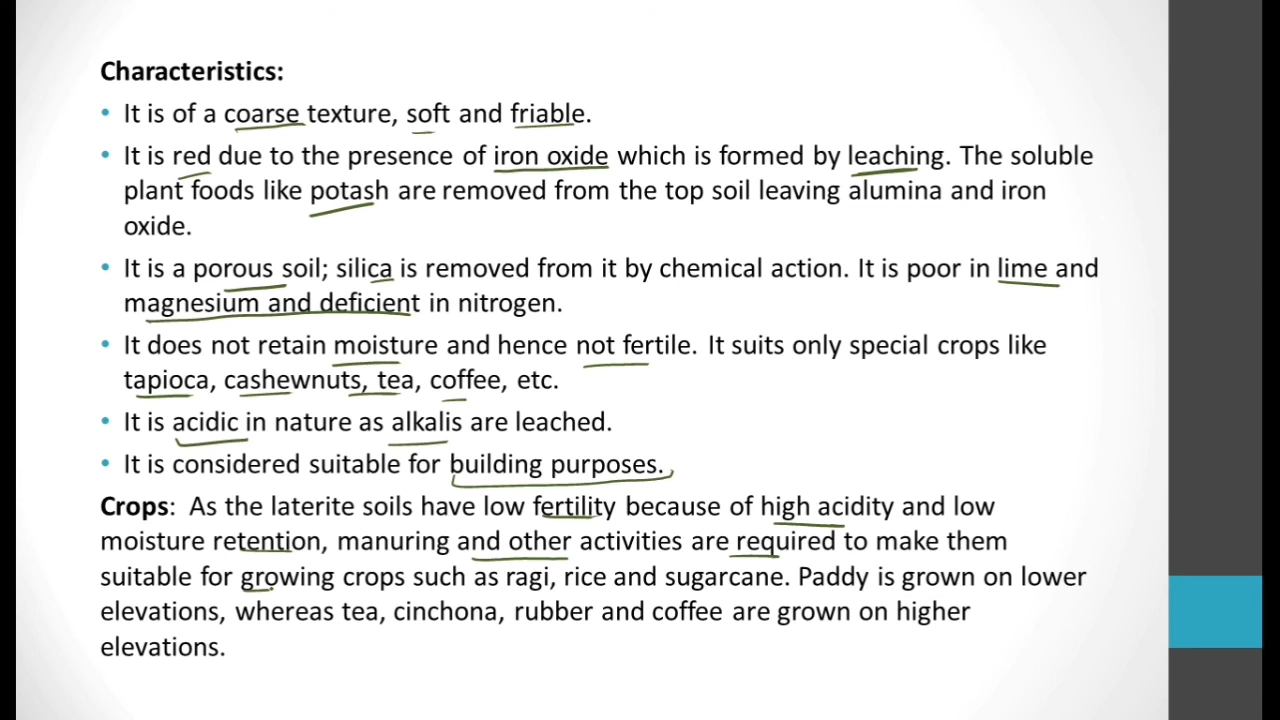 Characteristics:
• It is of a coarse texture, soft and friable.
• It is red due to the presence of iron oxide which is formed by leaching. The soluble
plant foods like potash are removed from the top soil leaving alumina and iron
oxide.
• It is a porous soil; silica is removed from it by chemical action. It is poor in lime and
magnesium and deficient in nitrogen.
• It does not retain moisture and hence not fertile. It suits only special crops like
tapioca, cashewnuts, tea, coffee, etc.
• It is acidic in nature as alkalis are leached.
• It is considered suitable for building purposes.
Crops: As the laterite soils have low fertility because of high acidity and low
moisture retention, manuring and other activities are required to make them
suitable for growing crops such as ragi, rice and sugarcane. Paddy is grown on lower
elevations, whereas tea, cinchona, rubber and coffee are grown on higher
elevations.